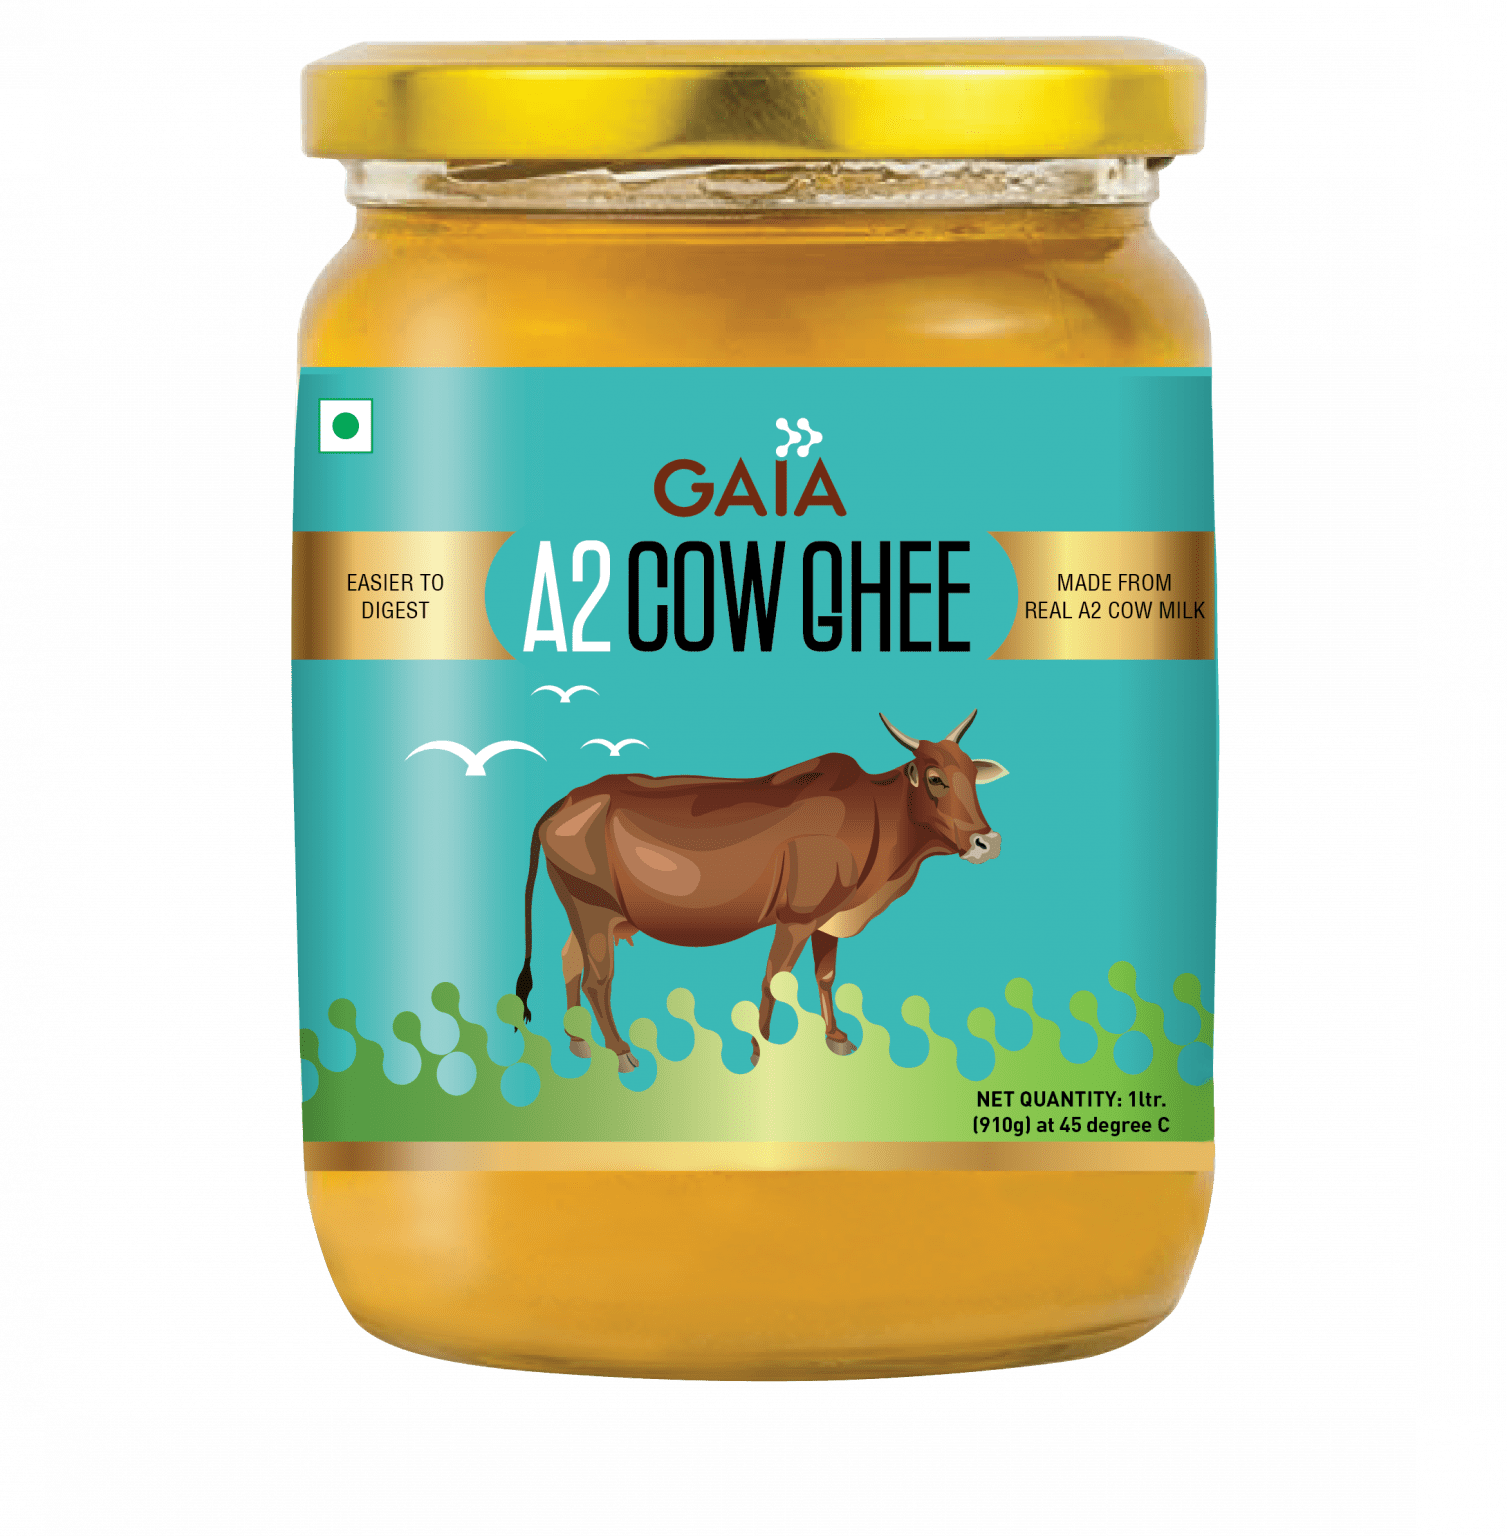 GAIA
A2 COW GHEE
EASIER TO
DIGEST
MADE FROM
REAL A2 COW MILK
NET QUANTITY: 1ltr.
(910g) at 45 degree C